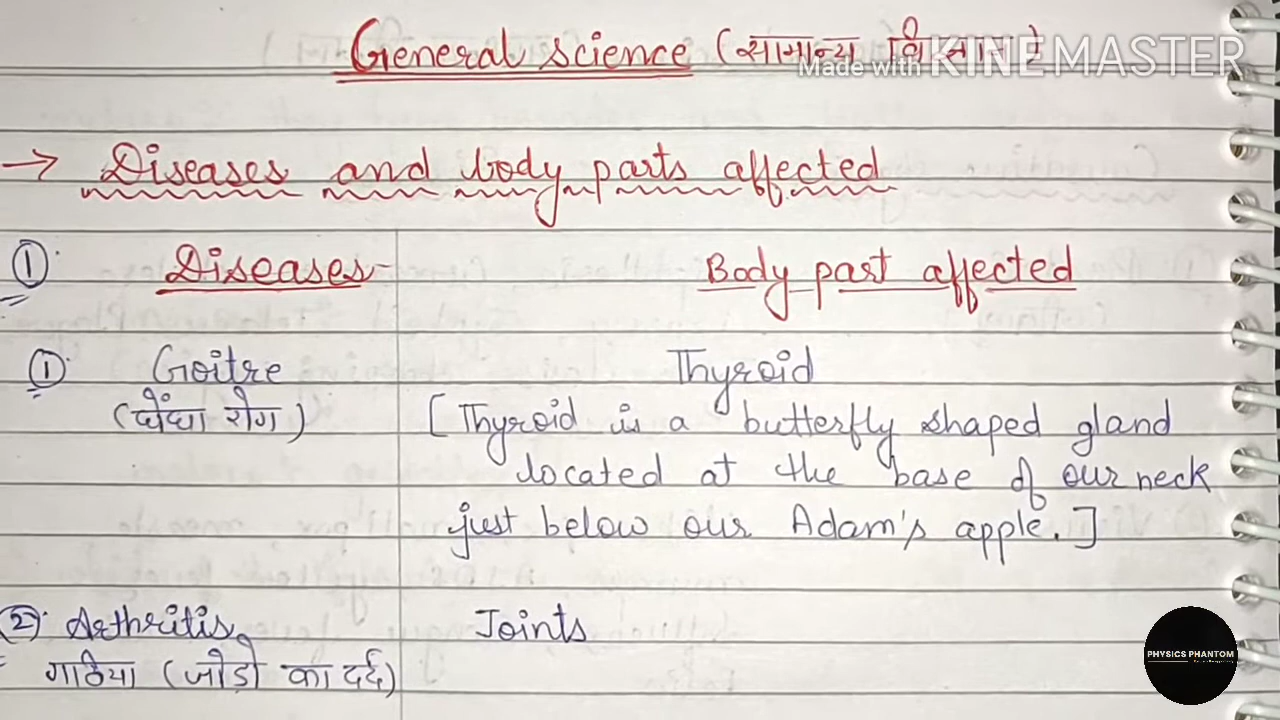 General science (सामान्य विज्ञान)
Made with KINEMASTER
→ Diseases and body parts affected
① Diseases- Body part affected
① Goitre Thyroid
(घेंघा रोग) [Thyroid is a butterfly shaped gland
located at the base of our neck
just below our Adam's apple.]
② Arthritis Joints
गाठिया (जोड़ो का दर्द)
PHYSICS PHANTOM